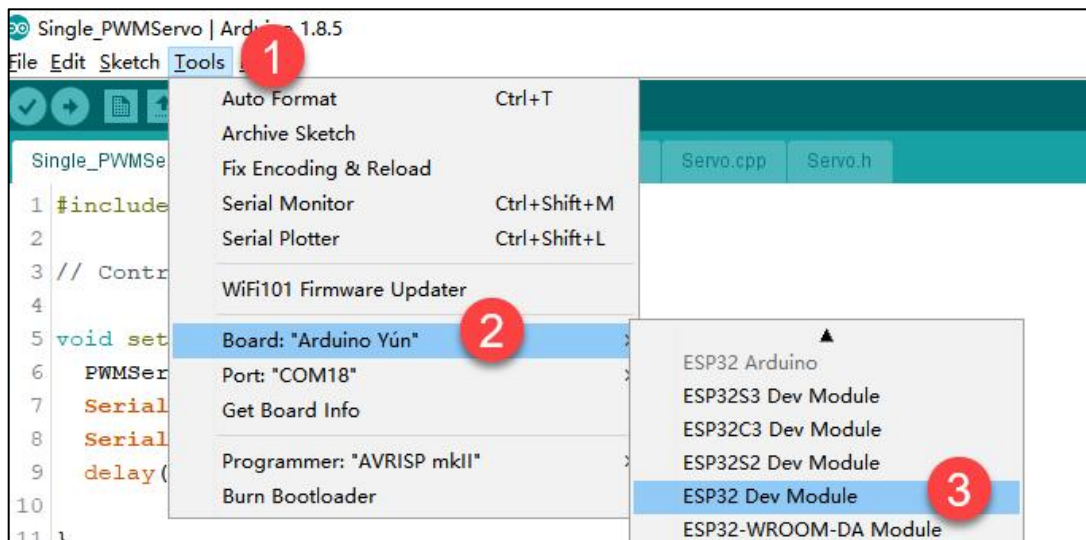 Single_PWMServo | Arduino 1.8.5
File Edit Sketch Tools
1
Auto Format Ctrl+T
Archive Sketch
Fix Encoding & Reload
Serial Monitor Ctrl+Shift+M
Serial Plotter Ctrl+Shift+L
WiFi101 Firmware Updater
Board: "Arduino Yún"
2
Port: "COM18"
Get Board Info
Programmer: "AVRISP mkII"
Burn Bootloader
ESP32 Arduino
ESP32S3 Dev Module
ESP32C3 Dev Module
ESP32S2 Dev Module
ESP32 Dev Module
3
ESP32-WROOM-DA Module
Single_PWMSe Servo.cpp Servo.h
1 #include
2
3 // Contr
4
5 void set
6 PWMSer
7 Serial
8 Serial
9 delay(
10
11 }